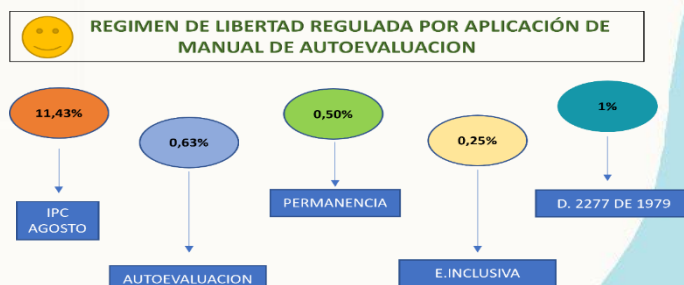 REGIMEN DE LIBERTAD REGULADA POR APLICACIÓN DE
MANUAL DE AUTOEVALUACION
11,43%
0,63%
0,50%
0,25%
1%
IPC
AGOSTO
AUTOEVALUACION
PERMANENCIA
E.INCLUSIVA
D. 2277 DE 1979